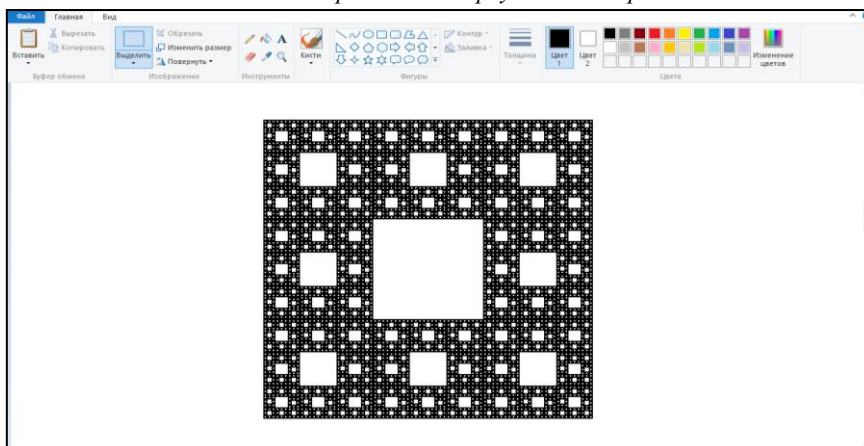 Файл Главная Вид
Вставить
Вырезать
Копировать
Буфер обмена
Выделить
Обрезать
Изменить размер
Повернуть
Изображение
Инструменты
Кисти
Контур
Заливка
Фигуры
Толщина
Цвет
1
Цвет
2
Изменение
цветов
Цвета